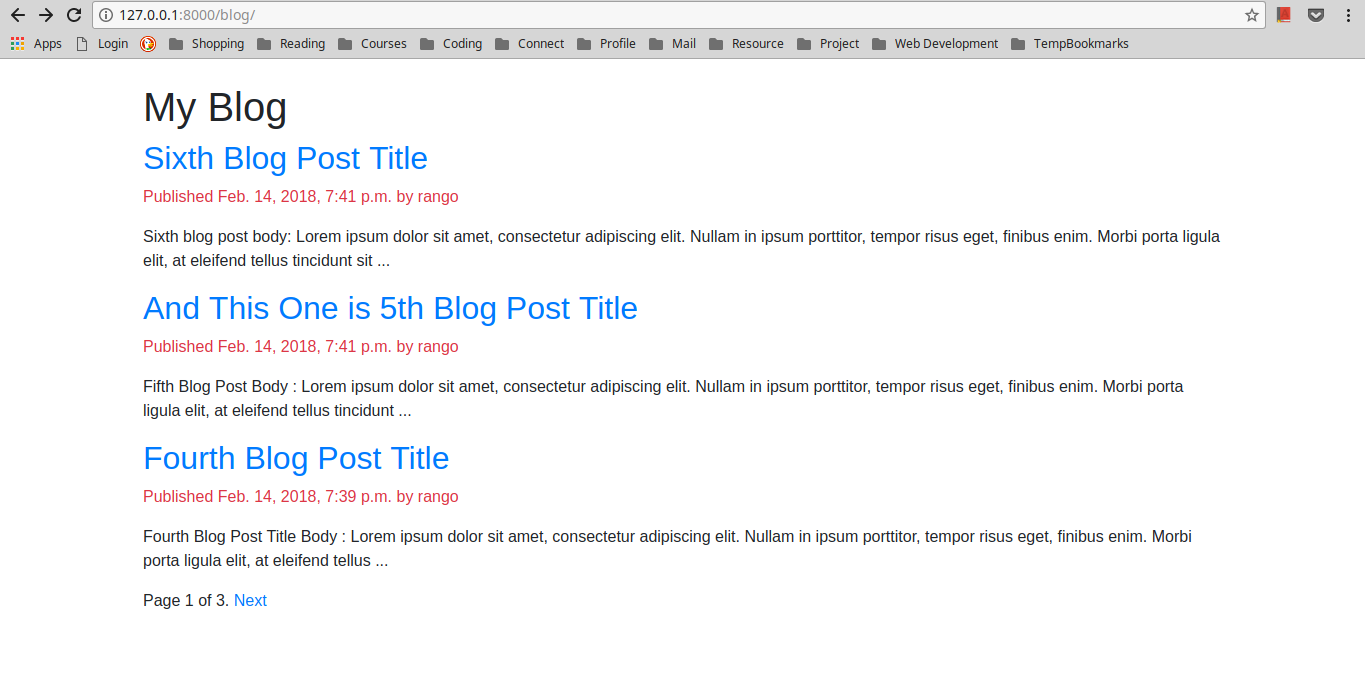 127.0.0.1:8000/blog/
Apps Login Shopping Reading Courses Coding Connect Profile Mail Resource Project Web Development TempBookmarks
My Blog
Sixth Blog Post Title
Published Feb. 14, 2018, 7:41 p.m. by rango
Sixth blog post body: Lorem ipsum dolor sit amet, consectetur adipiscing elit. Nullam in ipsum porttitor, tempor risus eget, finibus enim. Morbi porta ligula
elit, at eleifend tellus tincidunt sit ...
And This One is 5th Blog Post Title
Published Feb. 14, 2018, 7:41 p.m. by rango
Fifth Blog Post Body : Lorem ipsum dolor sit amet, consectetur adipiscing elit. Nullam in ipsum porttitor, tempor risus eget, finibus enim. Morbi porta
ligula elit, at eleifend tellus tincidunt ...
Fourth Blog Post Title
Published Feb. 14, 2018, 7:39 p.m. by rango
Fourth Blog Post Title Body : Lorem ipsum dolor sit amet, consectetur adipiscing elit. Nullam in ipsum porttitor, tempor risus eget, finibus enim. Morbi
porta ligula elit, at eleifend tellus ...
Page 1 of 3. Next